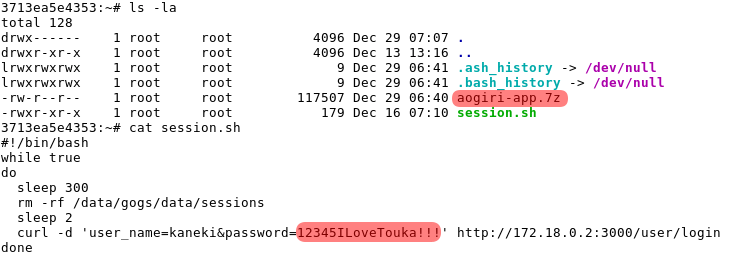 3713ea5e4353:~# ls -la
total 128
drwx------    1 root     root          4096 Dec 29 07:07 .
drwxr-xr-x    1 root     root          4096 Dec 13 13:16 ..
lrwxrwxrwx    1 root     root             9 Dec 29 06:41 .ash_history -> /dev/null
lrwxrwxrwx    1 root     root             9 Dec 29 06:41 .bash_history -> /dev/null
-rw-r--r--    1 root     root        117507 Dec 29 06:40 aogiri-app.7z
-rwxr-xr-x    1 root     root           179 Dec 16 07:10 session.sh
3713ea5e4353:~# cat session.sh
#!/bin/bash
while true
do
  sleep 300
  rm -rf /data/gogs/data/sessions
  sleep 2
  curl -d 'user_name=kaneki&password=12345ILoveTouka!!!' http://172.18.0.2:3000/user/login
done